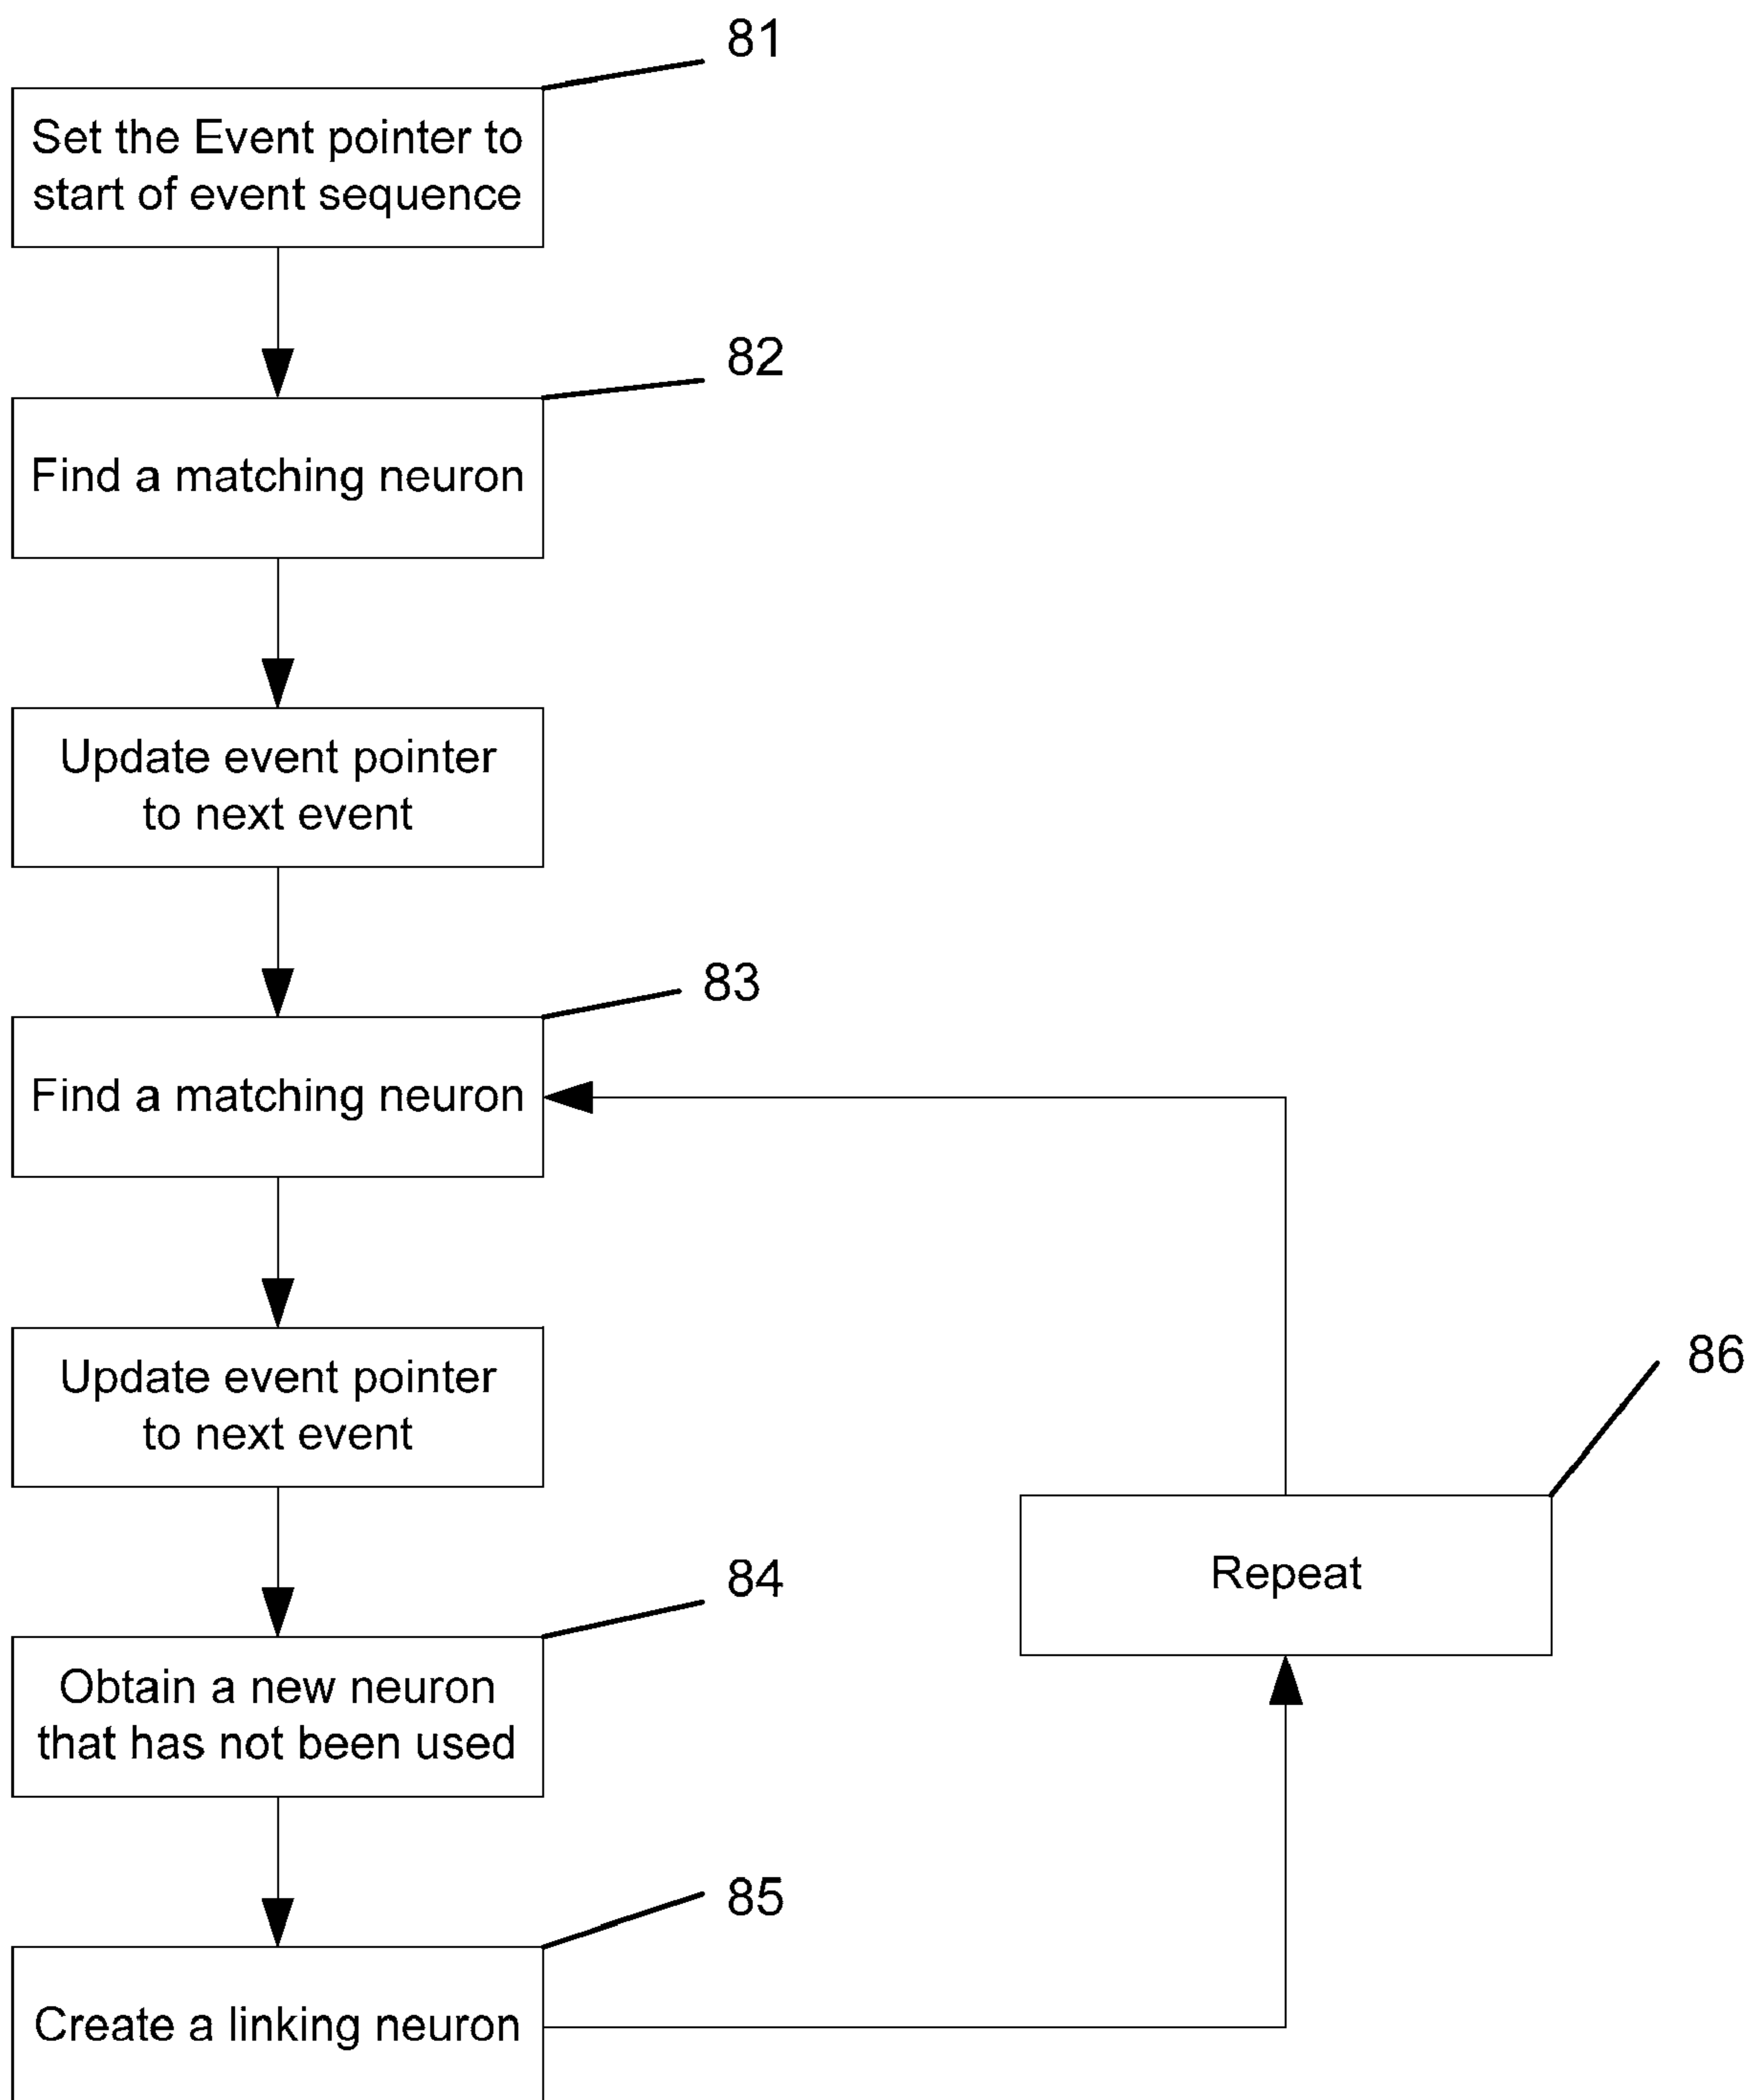 81
Set the Event pointer to
start of event sequence
82
Find a matching neuron
Update event pointer
to next event
83
Find a matching neuron
Update event pointer
to next event
86
Repeat
84
Obtain a new neuron
that has not been used
85
Create a linking neuron